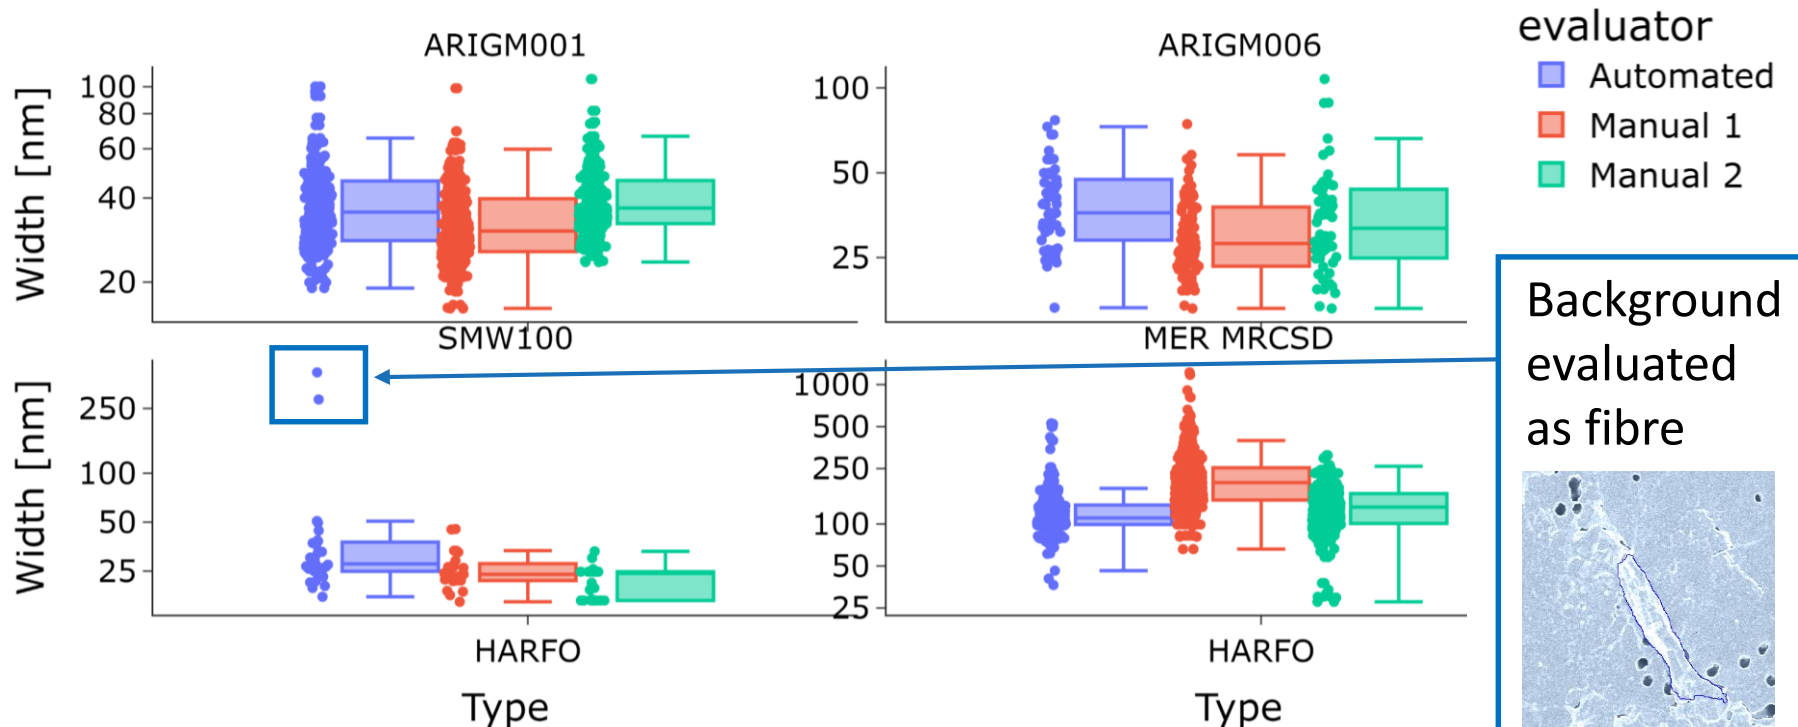 ARIGM001
ARIGM006
evaluator
Automated
Manual 1
Manual 2
Width [nm]
100
80
60
40
20
100
50
25
SMW100
MER MRCSD
Width [nm]
250
100
50
25
1000
500
250
100
50
25
HARFO
HARFO
Type
Type
Background
evaluated
as fibre